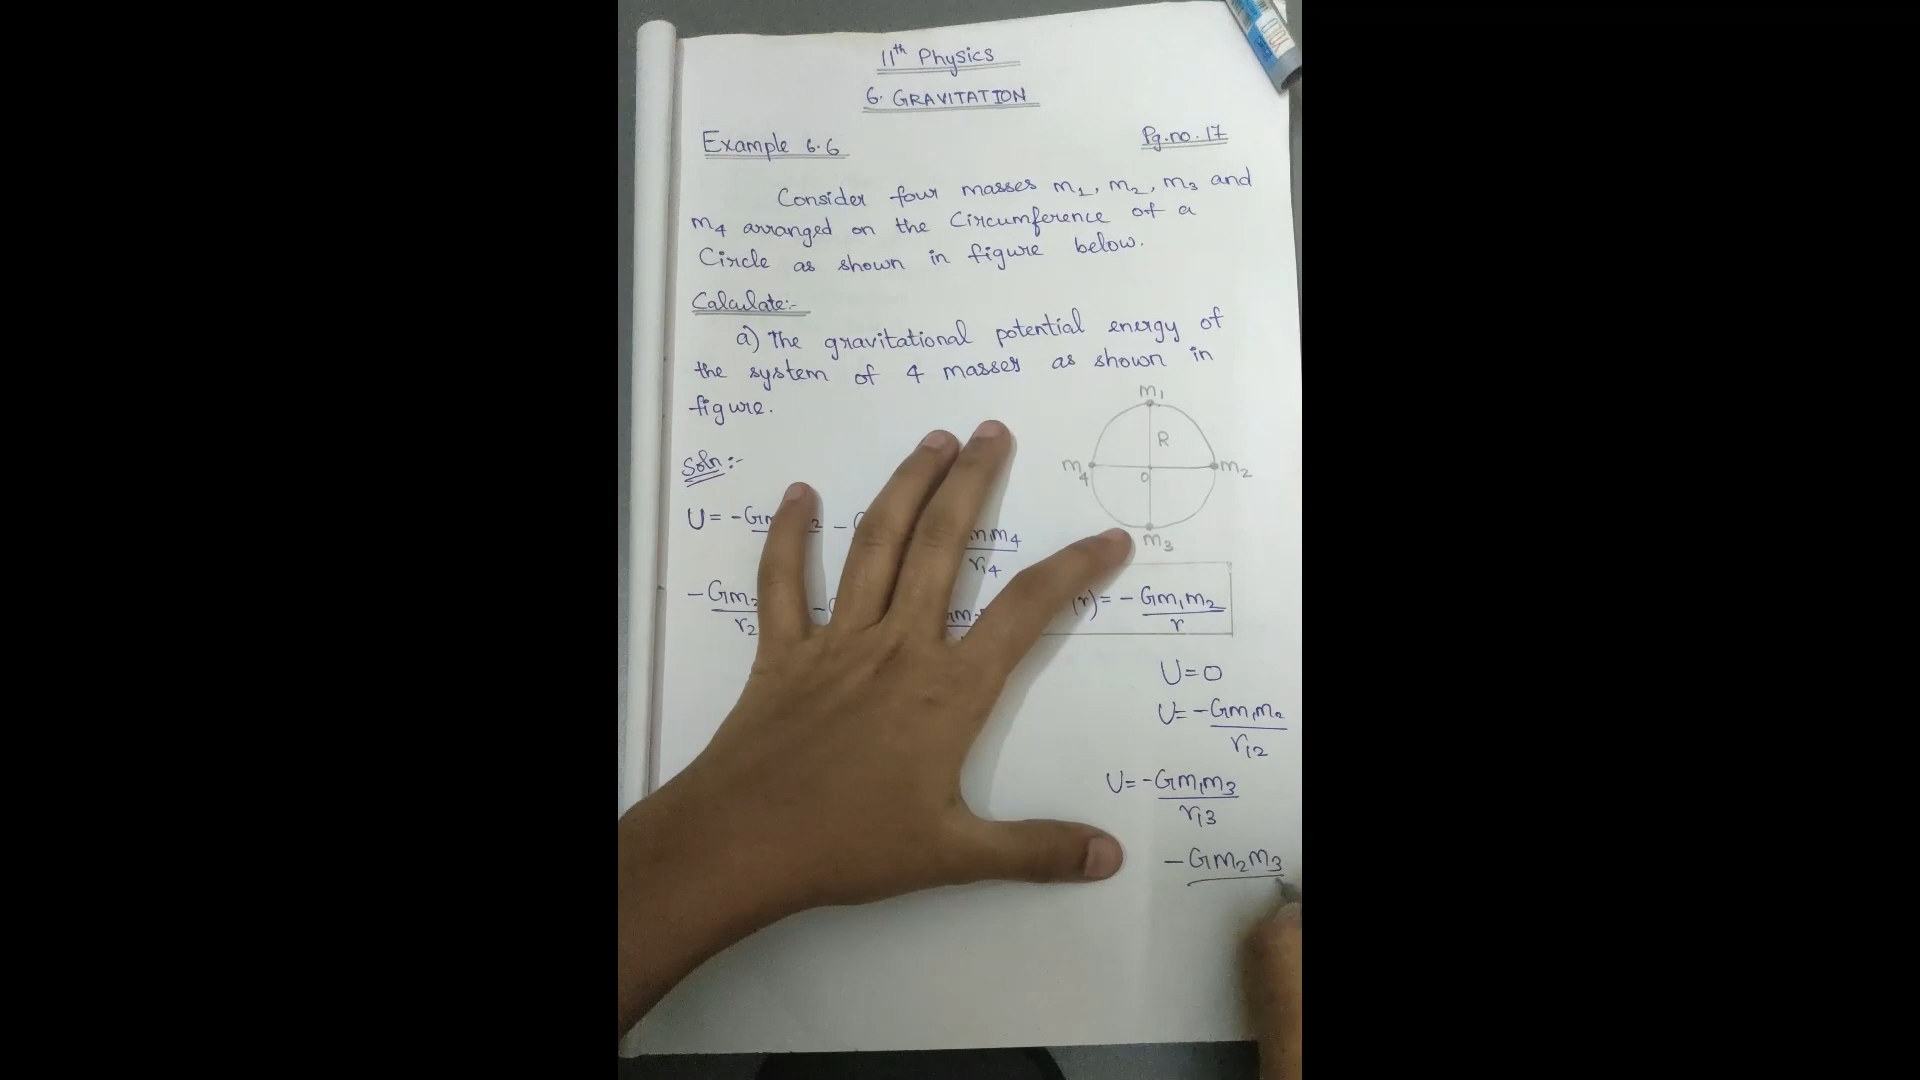 11th Physics
6. GRAVITATION
Example 6.6
Pg.no.17
Consider four masses m1, m2, m3 and
m4 arranged on the Circumference of a
Circle as shown in figure below.
Calculate:-
a) The gravitational potential energy of
the system of 4 masses as shown in
figure.
m1
R
m4
0
m2
m3
Soln:-
U = -
m4
r14
-Gm2
(r) = - Gm1m2
r
U=0
U= -Gm1m2
r12
U= -Gm1m3
r13
-Gm2m3